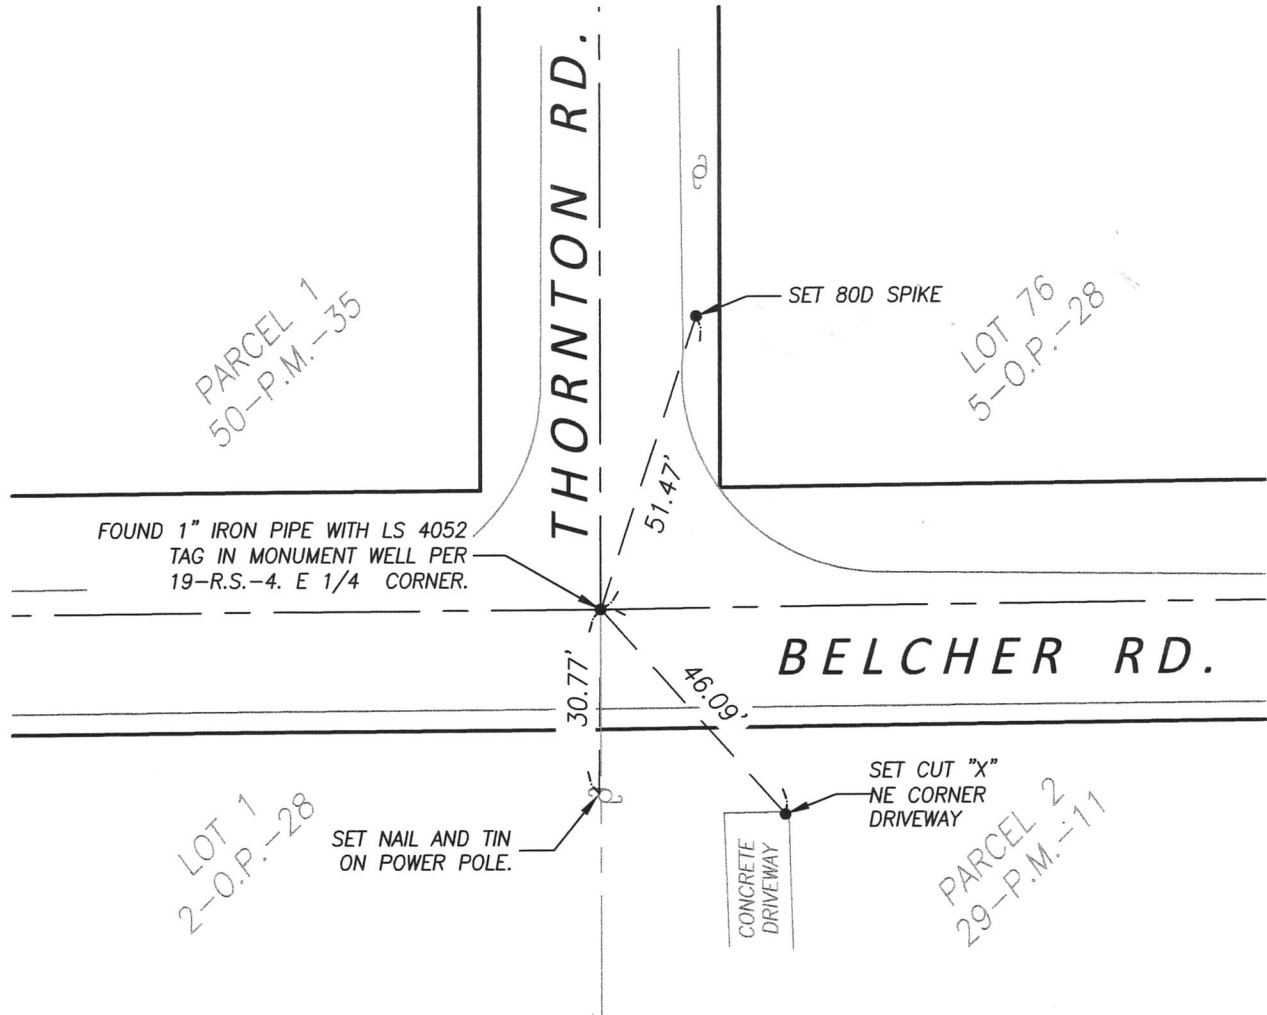 THORNTON RD.
PARCEL 1
50-P.M.-35
SET 80D SPIKE
LOT 76
5-O.P.-28
51.47'
FOUND 1" IRON PIPE WITH LS 4052
TAG IN MONUMENT WELL PER
19-R.S.-4. E 1/4 CORNER.
BELCHER RD.
30.77'
46.09'
SET CUT "X"
NE CORNER
DRIVEWAY
LOT 1
2-O.P.-28
SET NAIL AND TIN
ON POWER POLE.
CONCRETE
DRIVEWAY
PARCEL 2
29-P.M.-11